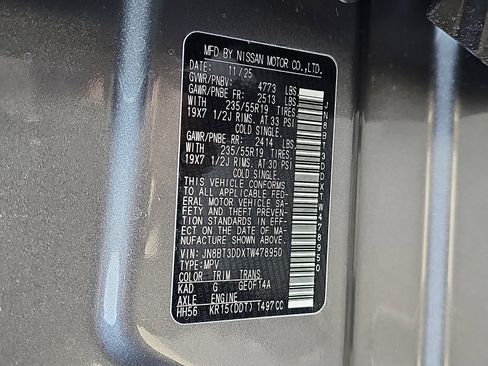 MFD BY NISSAN MOTOR CO.,LTD.
DATE: 11/25
GVWR/PNBV: 4773 LBS
GAWR/PNBE FR: 2513 LBS
WITH 235/55R19 TIRES.
19X7 1/2J RIMS. AT 33 PSI
COLD SINGLE.
GAWR/PNBE RR: 2414 LBS
WITH 235/55R19 TIRES.
19X7 1/2J RIMS. AT 30 PSI
COLD SINGLE.
THIS VEHICLE CONFORMS
TO ALL APPLICABLE FED-
ERAL MOTOR VEHICLE SA-
FETY AND THEFT PREVEN-
TION STANDARDS IN EFF-
ECT ON THE DATE OF MA-
NUFACTURE SHOWN ABOVE.
VIN: JN8BT3DDXTW478950
TYPE: MPV
COLOR TRIM TRANS
KAD G GE0F14A
AXLE ENGINE
HH56 KR15(DDT) 1497CC
JN8BT3DDXTW478950